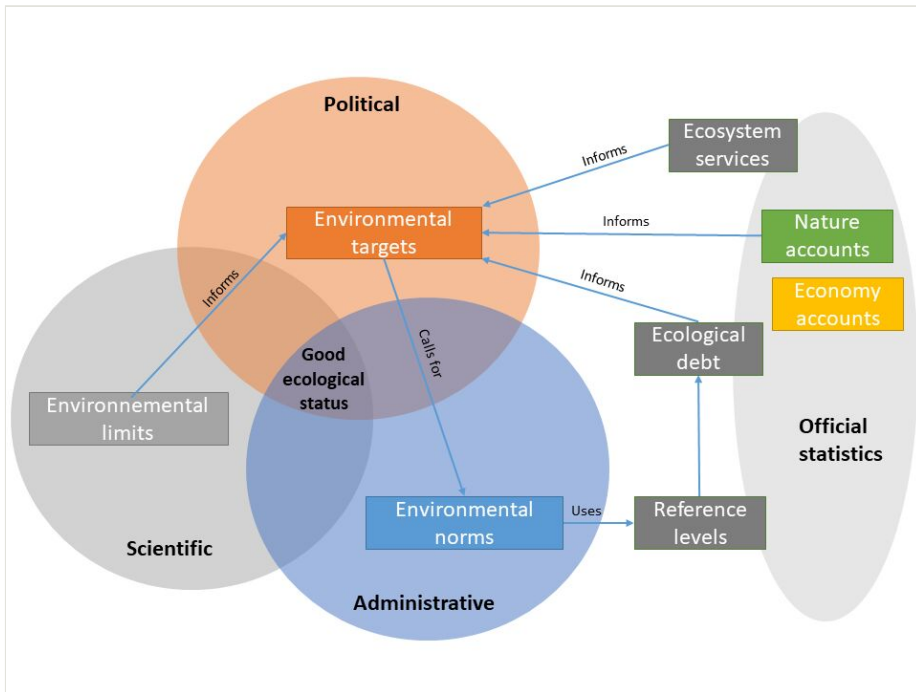 Political
Ecosystem
services
Informs
Environmental
targets
Informs
Nature
accounts
Informs
Informs
Economy
accounts
Calls for
Ecological
debt
Good
ecological
status
Environnemental
limits
Official
statistics
Environmental
norms
Uses
Reference
levels
Scientific
Administrative